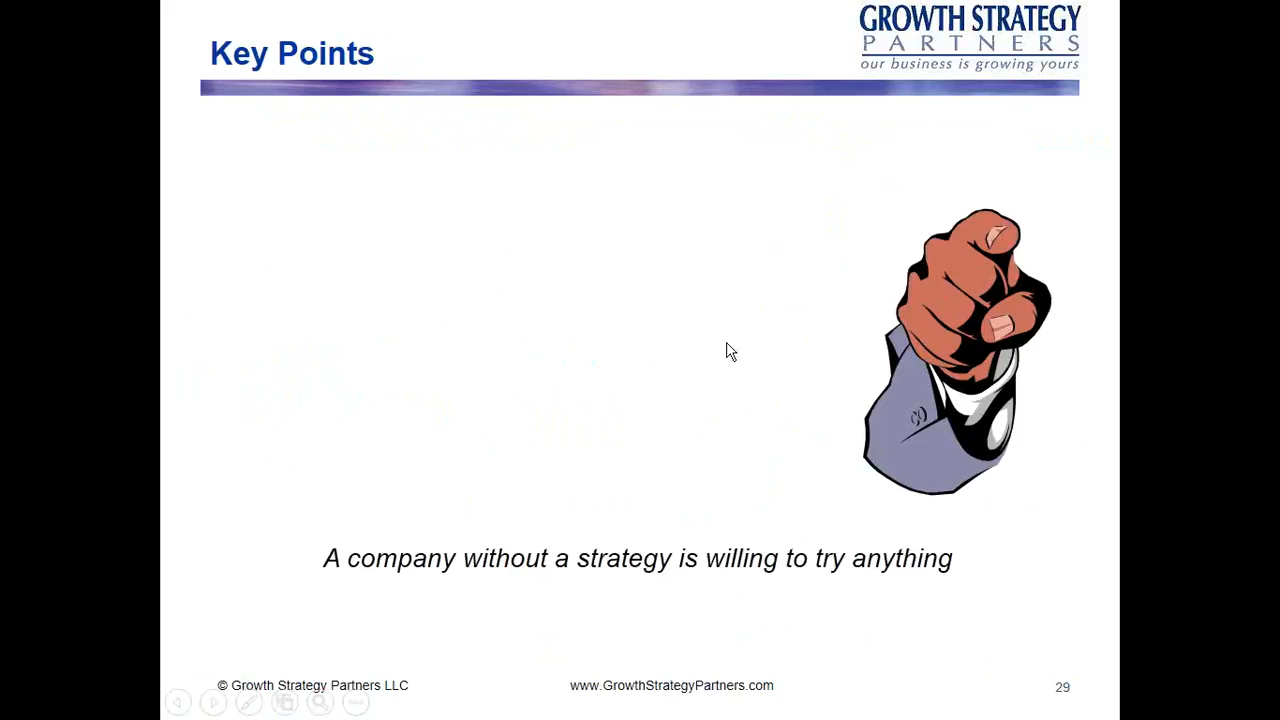 Key Points
GROWTH STRATEGY
PARTNERS
our business is growing yours
A company without a strategy is willing to try anything
© Growth Strategy Partners LLC
www.GrowthStrategyPartners.com
29